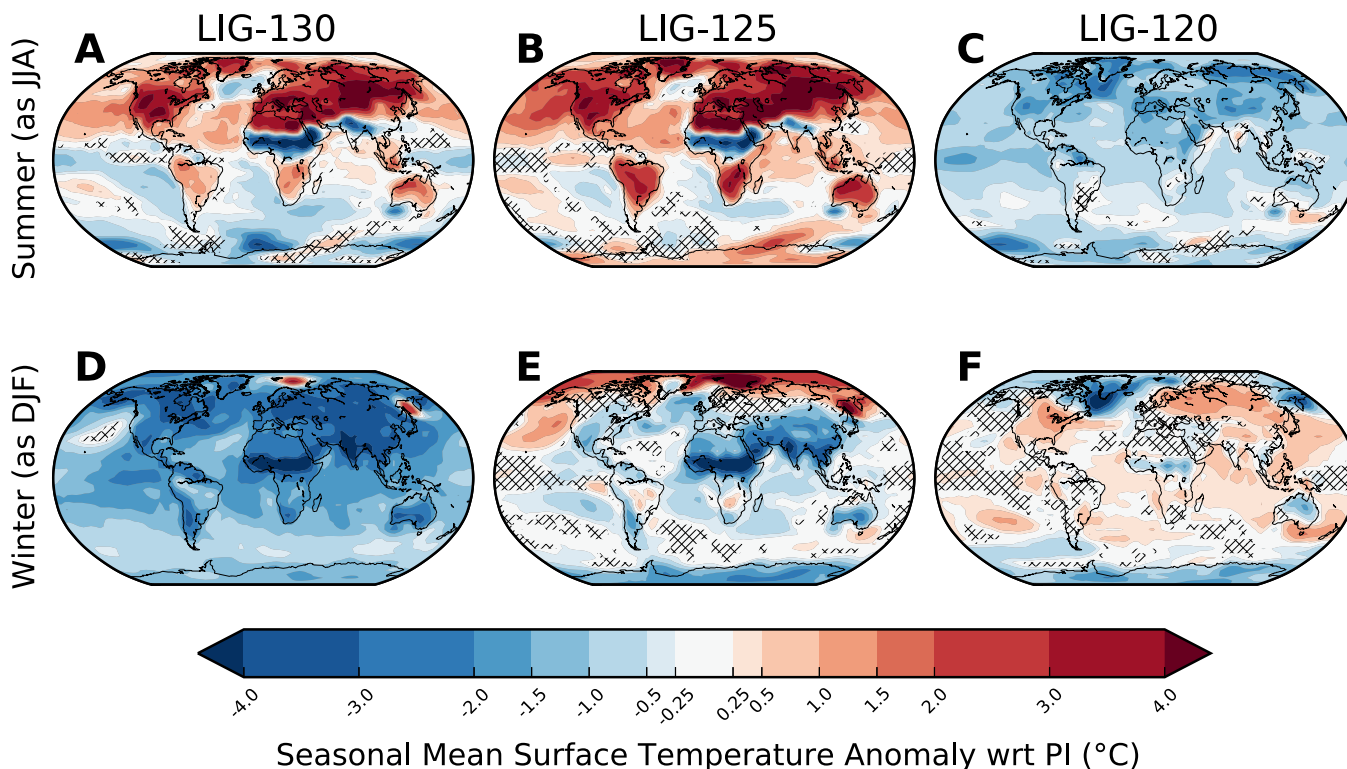 LIG-130 LIG-125 LIG-120
Summer (as JJA)
A B C
Winter (as DJF)
D E F
-4.0 -3.0 -2.0 -1.5 -1.0 -0.5 -0.25 0.25 0.5 1.0 1.5 2.0 3.0 4.0
Seasonal Mean Surface Temperature Anomaly wrt PI (°C)